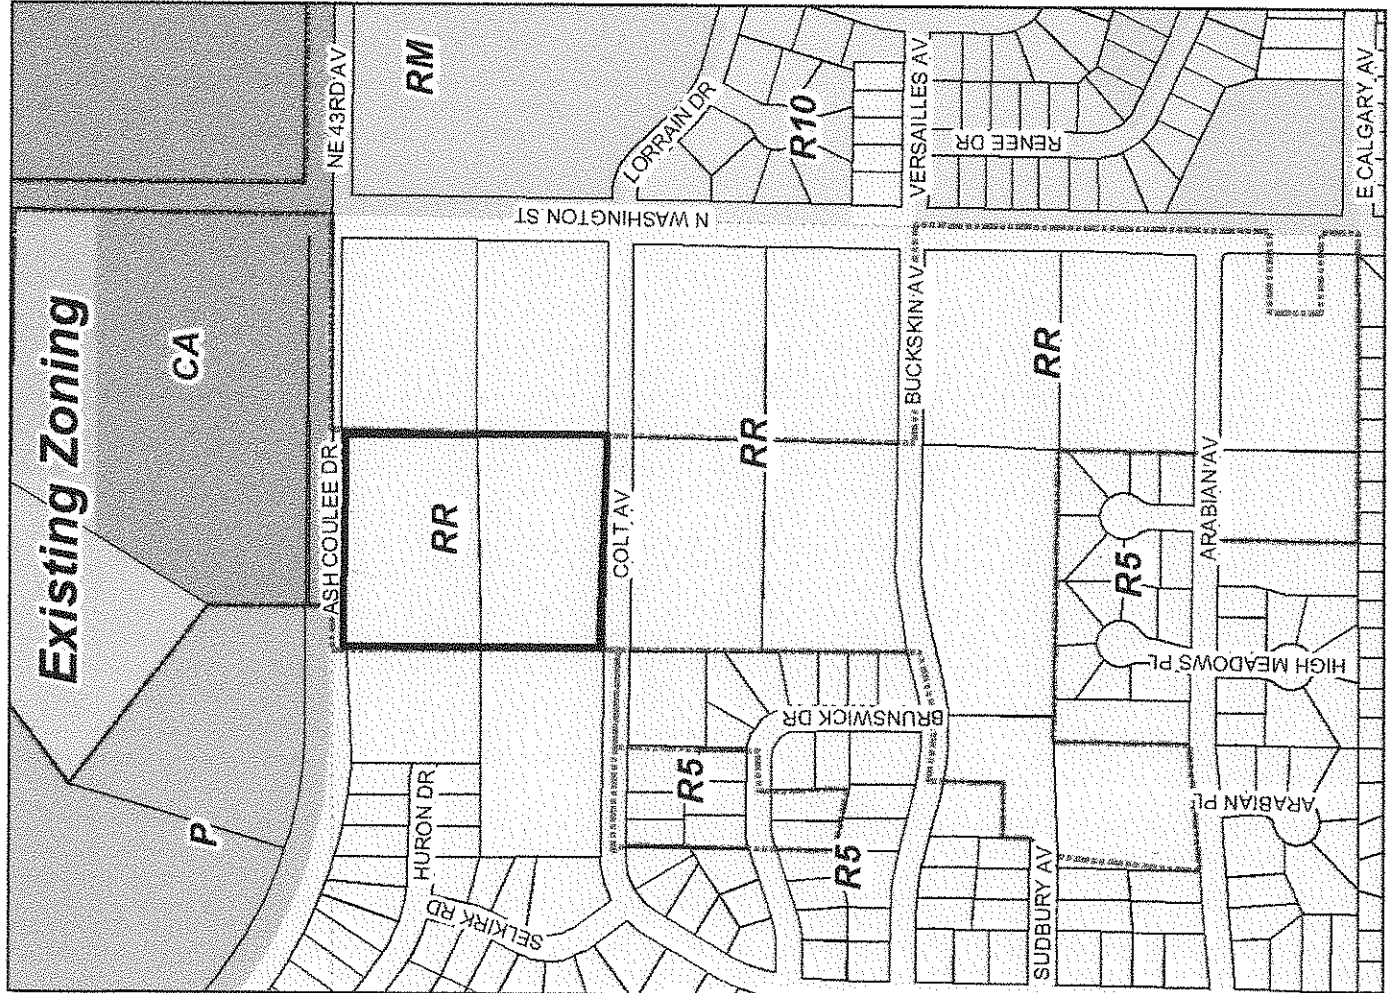 Existing Zoning
CA
P
NE 43RD AV
RM
ASH COULEE DR
RR
N WASHINGTON ST
LORRAIN DR
R10
VERSAILLES AV
RENEE DR
E CALGARY AV
COLT AV
RR
BUCKSKIN AV
RR
HURON DR
SELKIRK RD
R5
BRUNSWICK DR
R5
SUDBURY AV
R5
ARABIAN AV
HIGH MEADOWS PL
ARABIAN PL